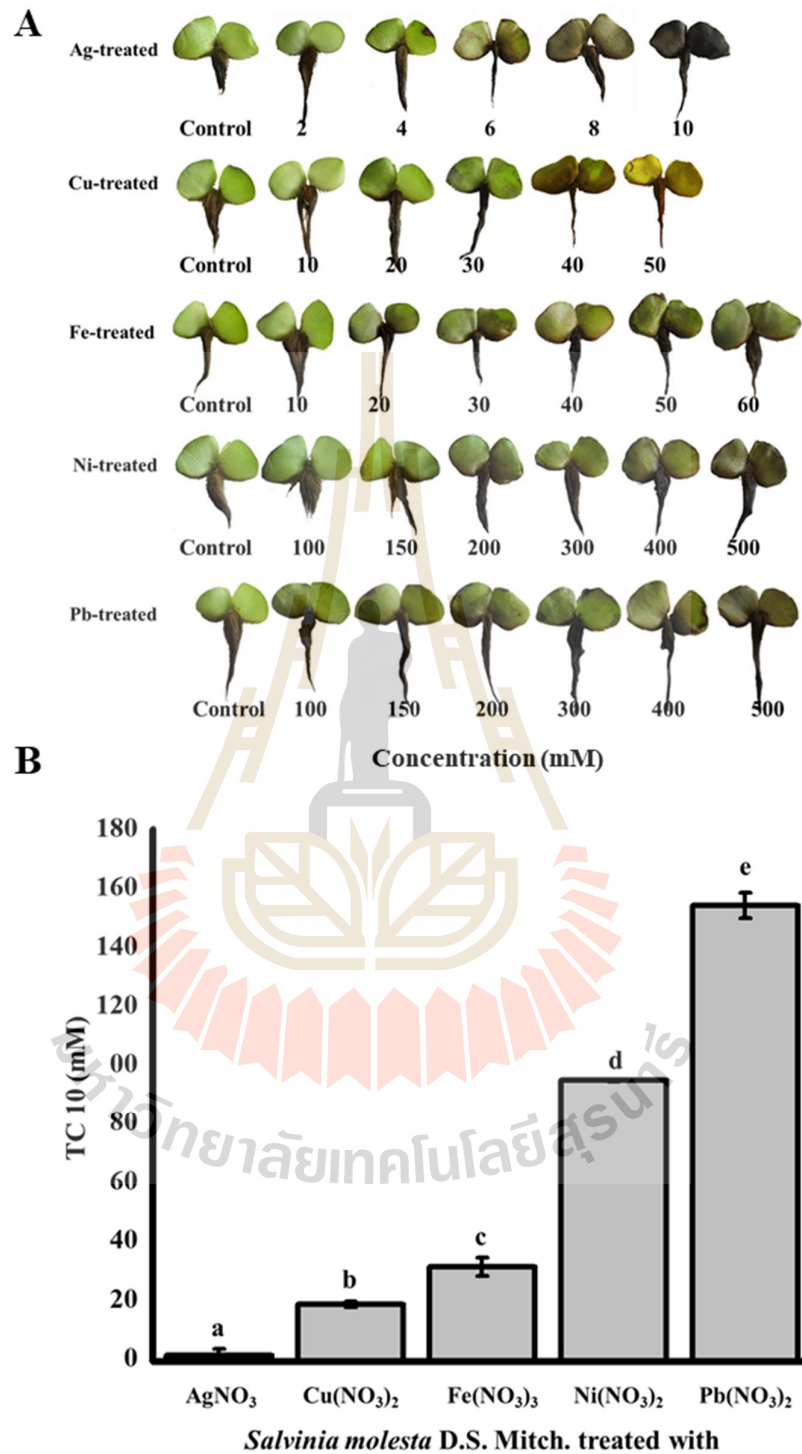 A
Ag-treated
Control 2 4 6 8 10
Cu-treated
Control 10 20 30 40 50
Fe-treated
Control 10 20 30 40 50 60
Ni-treated
Control 100 150 200 300 400 500
Pb-treated
Control 100 150 200 300 400 500
Concentration (mM)
B
TC 10 (mM)
180
160
140
120
00
80
60
40
20
0
a
b
c
d
e
AgNO₃ Cu(NO₃)₂ Fe(NO₃)₃ Ni(NO₃)₂ Pb(NO₃)₂
Salvinia molesta D.S. Mitch. treated with
มหาวิทยาลัยเทคโนโลยีสุรนารี